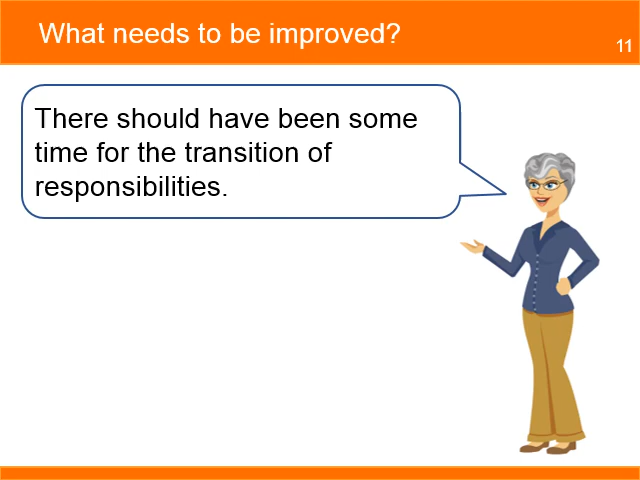 What needs to be improved?
11
There should have been some
time for the transition of
responsibilities.